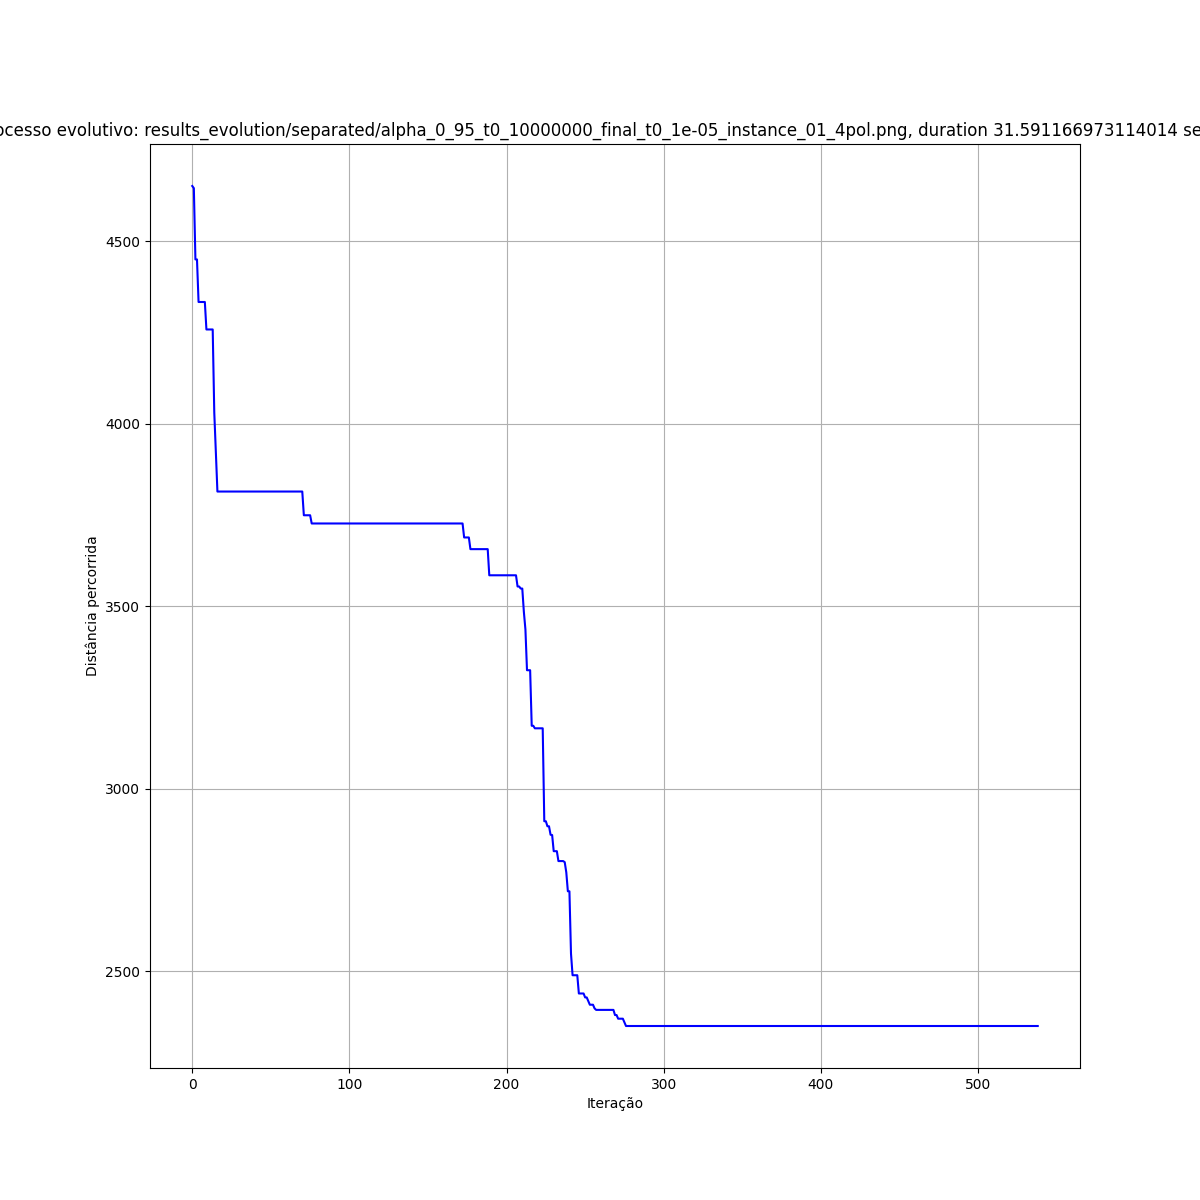 ocesso evolutivo: results_evolution/separated/alpha_0_95_t0_10000000_final_t0_1e-05_instance_01_4pol.png, duration 31.591166973114014 se
4500
4000
3500
3000
2500
Distância percorrida
0 100 200 300 400 500
Iteração